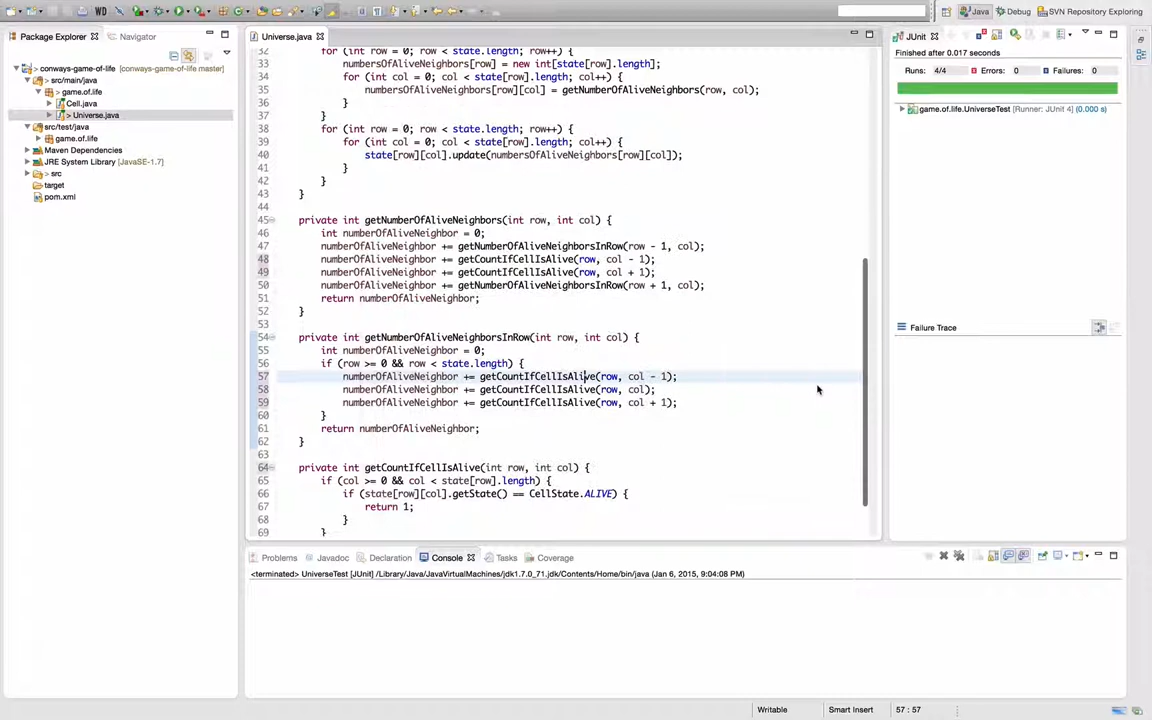 Java
Debug
SVN Repository Exploring
Package Explorer
Navigator
conways-game-of-life [conways-game-of-life master]
src/main/java
game.of.life
Cell.java
> Universe.java
src/test/java
game.of.life
Maven Dependencies
JRE System Library [JavaSE-1.7]
> src
target
pom.xml
Universe.java
32 for (int row = 0; row < state.length; row++) {
33 numbersOfAliveNeighbors[row] = new int[state[row].length];
34 for (int col = 0; col < state[row].length; col++) {
35 numbersOfAliveNeighbors[row][col] = getNumberOfAliveNeighbors(row, col);
36 }
37 }
38 for (int row = 0; row < state.length; row++) {
39 for (int col = 0; col < state[row].length; col++) {
40 state[row][col].update(numbersOfAliveNeighbors[row][col]);
41 }
42 }
43 }
44
45 private int getNumberOfAliveNeighbors(int row, int col) {
46 int numberOfAliveNeighbor = 0;
47 numberOfAliveNeighbor += getNumberOfAliveNeighborsInRow(row - 1, col);
48 numberOfAliveNeighbor += getCountIfCellIsAlive(row, col - 1);
49 numberOfAliveNeighbor += getCountIfCellIsAlive(row, col + 1);
50 numberOfAliveNeighbor += getNumberOfAliveNeighborsInRow(row + 1, col);
51 return numberOfAliveNeighbor;
52 }
53
54 private int getNumberOfAliveNeighborsInRow(int row, int col) {
55 int numberOfAliveNeighbor = 0;
56 if (row >= 0 && row < state.length) {
57 numberOfAliveNeighbor += getCountIfCellIsAlive(row, col - 1);
58 numberOfAliveNeighbor += getCountIfCellIsAlive(row, col);
59 numberOfAliveNeighbor += getCountIfCellIsAlive(row, col + 1);
60 }
61 return numberOfAliveNeighbor;
62 }
63
64 private int getCountIfCellIsAlive(int row, int col) {
65 if (col >= 0 && col < state[row].length) {
66 if (state[row][col].getState() == CellState.ALIVE) {
67 return 1;
68 }
69 }
JUnit
Finished after 0.017 seconds
Runs: 4/4 Errors: 0 Failures: 0
game.of.life.UniverseTest [Runner: JUnit 4] (0.000 s)
Failure Trace
Problems
Javadoc
Declaration
Console
Tasks
Coverage
<terminated> UniverseTest [JUnit] /Library/Java/JavaVirtualMachines/jdk1.7.0_71.jdk/Contents/Home/bin/java (Jan 6, 2015, 9:04:08 PM)
Writable
Smart Insert
57 : 57